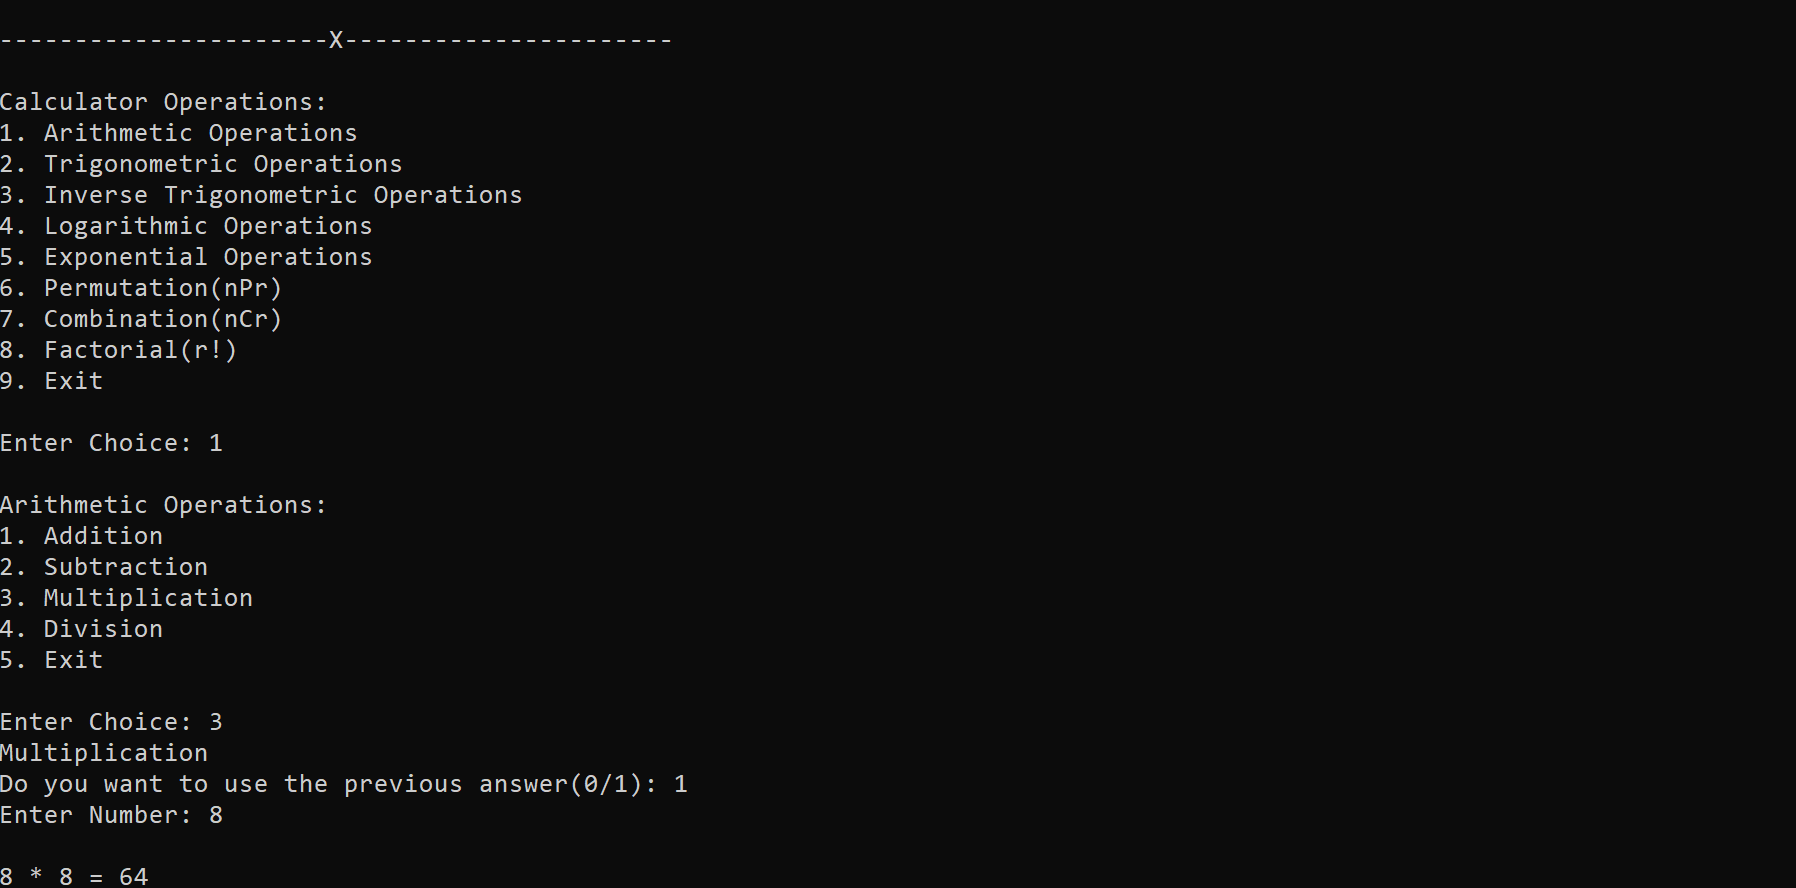 ----------------------X----------------------
Calculator Operations:
1. Arithmetic Operations
2. Trigonometric Operations
3. Inverse Trigonometric Operations
4. Logarithmic Operations
5. Exponential Operations
6. Permutation(nPr)
7. Combination(nCr)
8. Factorial(r!)
9. Exit
Enter Choice: 1
Arithmetic Operations:
1. Addition
2. Subtraction
3. Multiplication
4. Division
5. Exit
Enter Choice: 3
Multiplication
Do you want to use the previous answer(0/1): 1
Enter Number: 8
8 * 8 = 64